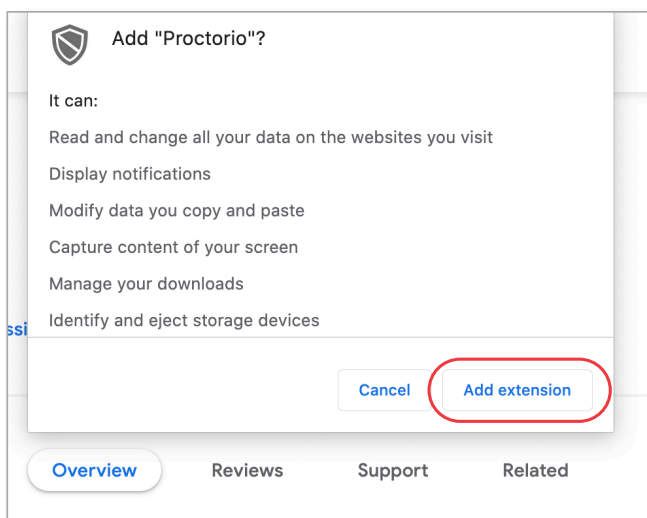 Add "Proctorio"?
It can:
Read and change all your data on the websites you visit
Display notifications
Modify data you copy and paste
Capture content of your screen
Manage your downloads
Identify and eject storage devices
ssi
Cancel Add extension
Overview Reviews Support Related